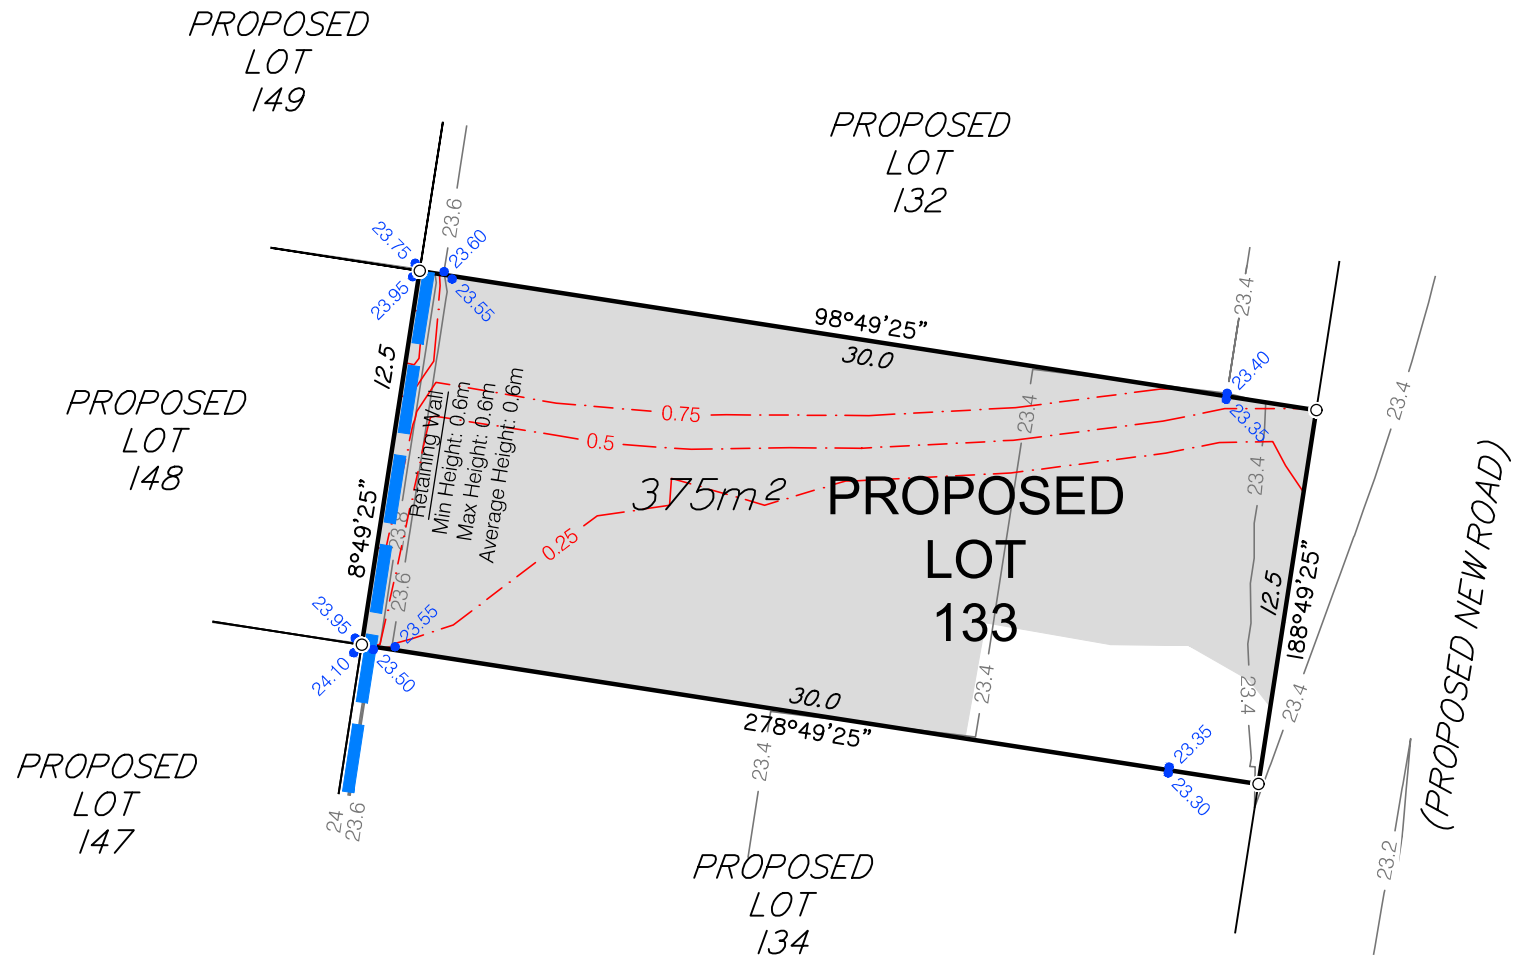 PROPOSED
LOT
149
PROPOSED
LOT
132
23.6
23.75
23.60
23.95
23.55
23.4
98°49'25"
30.0
23.40
23.35
23.4
12.5
PROPOSED
LOT
148
Retaining Wall
Min Height: 0.6m
Max Height: 0.6m
Average Height: 0.6m
0.75
0.5
23.4
23.4
375m²
PROPOSED
LOT
133
8°49'25"
23.8
23.6
0.25
12.5
188°49'25"
(PROPOSED NEW ROAD)
23.95
23.55
24.10
23.50
23.4
23.4
23.4
30.0
278°49'25"
23.4
23.35
23.30
PROPOSED
LOT
147
24
23.6
23.2
PROPOSED
LOT
134